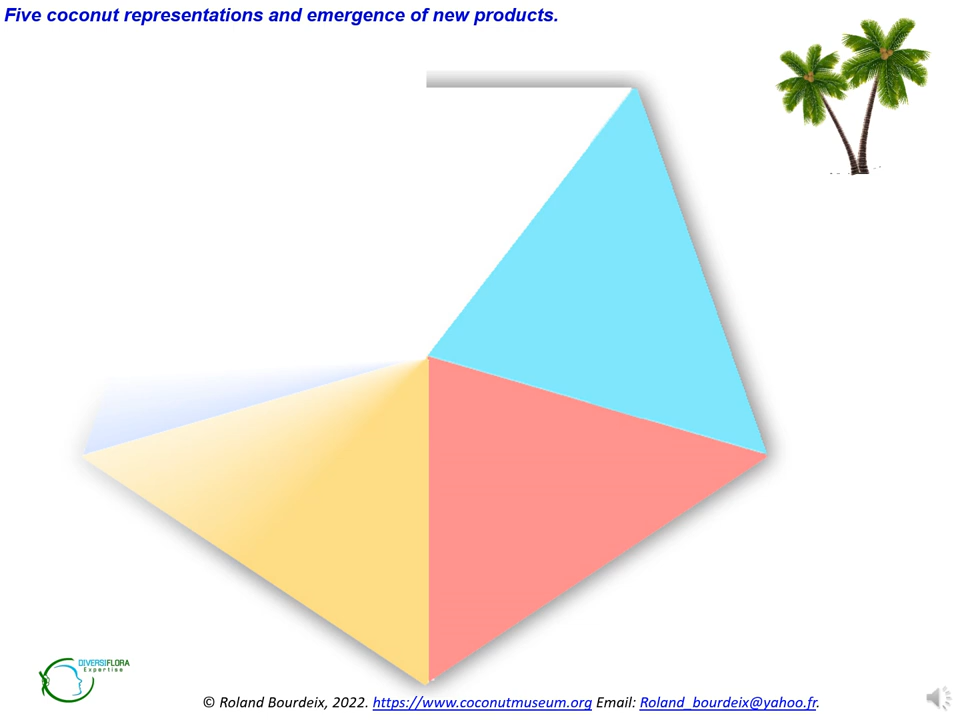 Five coconut representations and emergence of new products.
DIVERSIFLORA
Expertise
© Roland Bourdeix, 2022. https://www.coconutmuseum.org Email: Roland_bourdeix@yahoo.fr.